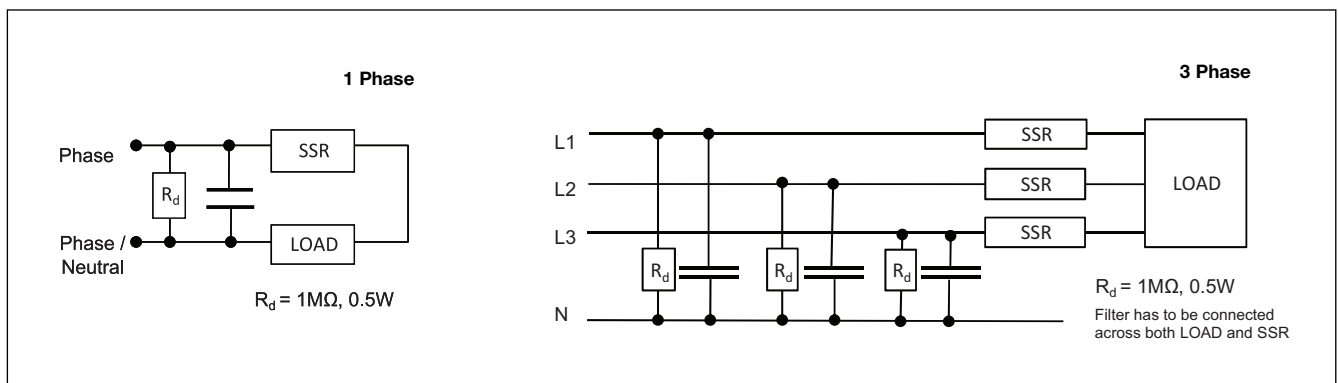 1 Phase
Phase
SSR
Rd
Phase /
Neutral
LOAD
Rd = 1MΩ, 0.5W
3 Phase
L1
SSR
L2
SSR
LOAD
L3
SSR
Rd
Rd
Rd
N
Rd = 1MΩ, 0.5W
Filter has to be connected
across both LOAD and SSR